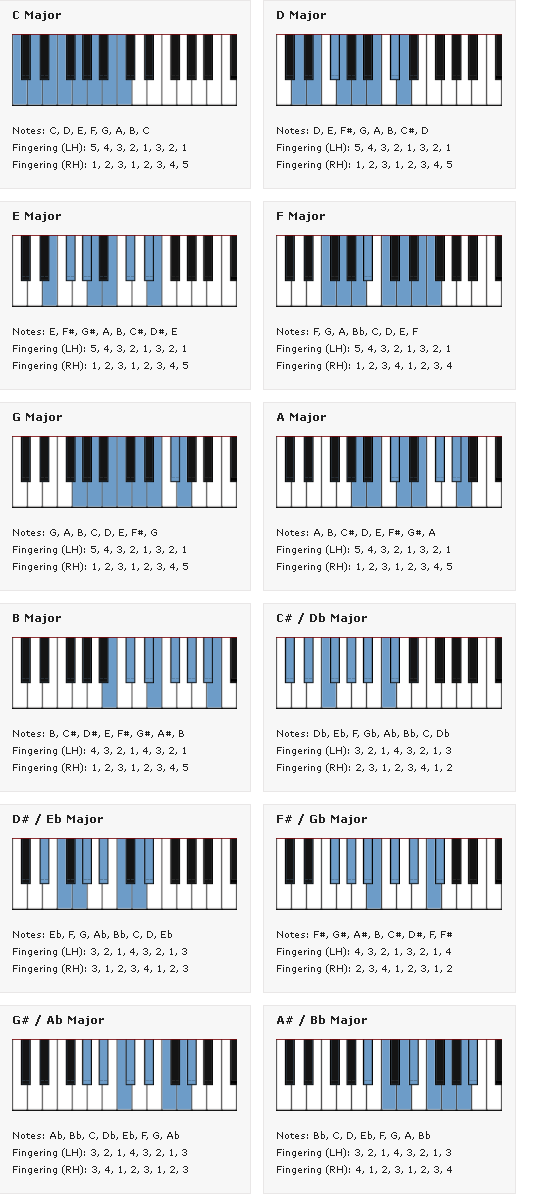 C Major
Notes: C, D, E, F, G, A, B, C
Fingering (LH): 5, 4, 3, 2, 1, 3, 2, 1
Fingering (RH): 1, 2, 3, 1, 2, 3, 4, 5
D Major
Notes: D, E, F#, G, A, B, C#, D
Fingering (LH): 5, 4, 3, 2, 1, 3, 2, 1
Fingering (RH): 1, 2, 3, 1, 2, 3, 4, 5
E Major
Notes: E, F#, G#, A, B, C#, D#, E
Fingering (LH): 5, 4, 3, 2, 1, 3, 2, 1
Fingering (RH): 1, 2, 3, 1, 2, 3, 4, 5
F Major
Notes: F, G, A, Bb, C, D, E, F
Fingering (LH): 5, 4, 3, 2, 1, 3, 2, 1
Fingering (RH): 1, 2, 3, 4, 1, 2, 3, 4
G Major
Notes: G, A, B, C, D, E, F#, G
Fingering (LH): 5, 4, 3, 2, 1, 3, 2, 1
Fingering (RH): 1, 2, 3, 1, 2, 3, 4, 5
A Major
Notes: A, B, C#, D, E, F#, G#, A
Fingering (LH): 5, 4, 3, 2, 1, 3, 2, 1
Fingering (RH): 1, 2, 3, 1, 2, 3, 4, 5
B Major
Notes: B, C#, D#, E, F#, G#, A#, B
Fingering (LH): 4, 3, 2, 1, 4, 3, 2, 1
Fingering (RH): 1, 2, 3, 1, 2, 3, 4, 5
C# / Db Major
Notes: Db, Eb, F, Gb, Ab, Bb, C, Db
Fingering (LH): 3, 2, 1, 4, 3, 2, 1, 3
Fingering (RH): 2, 3, 1, 2, 3, 4, 1, 2
D# / Eb Major
Notes: Eb, F, G, Ab, Bb, C, D, Eb
Fingering (LH): 3, 2, 1, 4, 3, 2, 1, 3
Fingering (RH): 3, 1, 2, 3, 4, 1, 2, 3
F# / Gb Major
Notes: F#, G#, A#, B, C#, D#, F, F#
Fingering (LH): 4, 3, 2, 1, 3, 2, 1, 4
Fingering (RH): 2, 3, 4, 1, 2, 3, 1, 2
G# / Ab Major
Notes: Ab, Bb, C, Db, Eb, F, G, Ab
Fingering (LH): 3, 2, 1, 4, 3, 2, 1, 3
Fingering (RH): 3, 4, 1, 2, 3, 1, 2, 3
A# / Bb Major
Notes: Bb, C, D, Eb, F, G, A, Bb
Fingering (LH): 3, 2, 1, 4, 3, 2, 1, 3
Fingering (RH): 4, 1, 2, 3, 1, 2, 3, 4